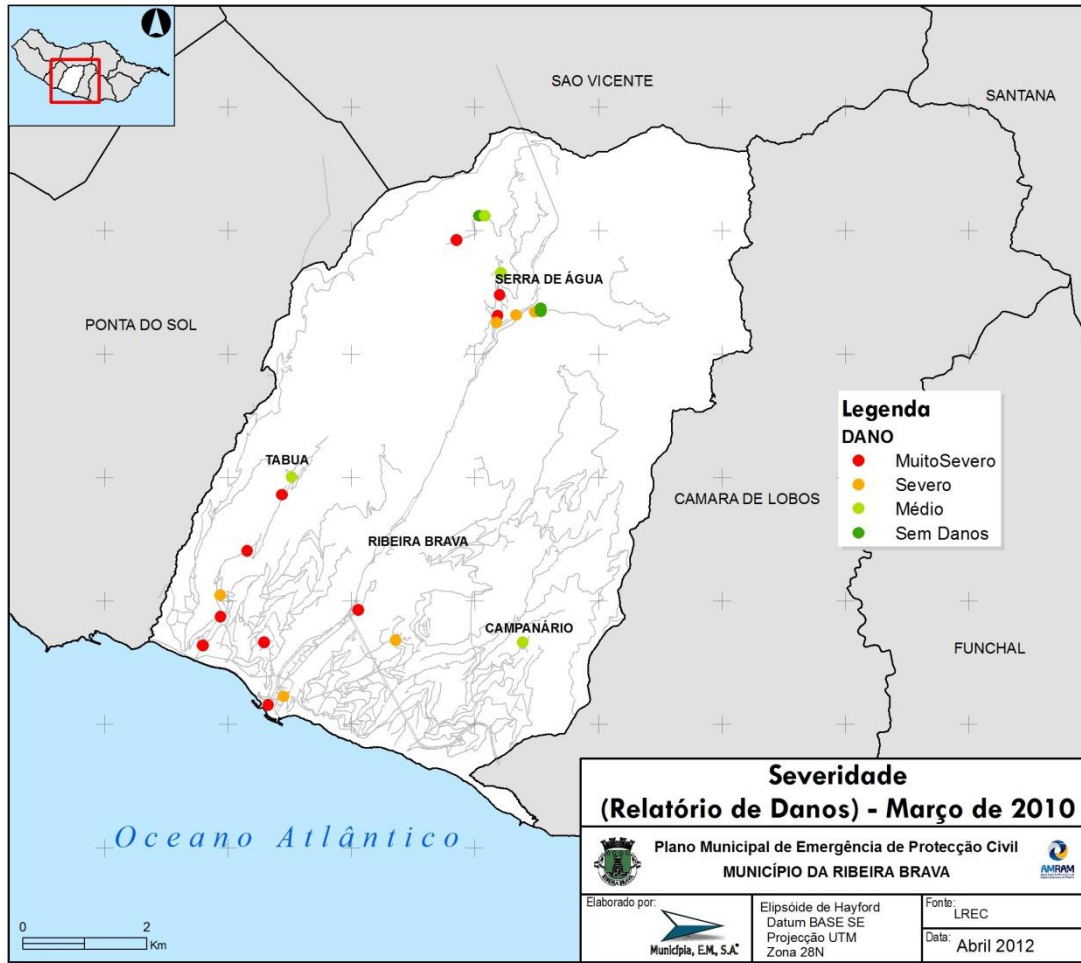 SAO VICENTE
SANTANA
PONTA DO SOL
SERRA DE ÁGUA
TABUA
RIBEIRA BRAVA
CAMPANÁRIO
CAMARA DE LOBOS
FUNCHAL
Legenda
DANO
MuitoSevero
Severo
Médio
Sem Danos
Oceano Atlântico
0 2
Km
Severidade
(Relatório de Danos) - Março de 2010
Plano Municipal de Emergência de Protecção Civil
MUNICÍPIO DA RIBEIRA BRAVA
AMRAM
Elaborado por:
Município, E.M., S.A.
Elipsóide de Hayford
Datum BASE SE
Projecção UTM
Zona 28N
Fonte:
LREC
Data: Abril 2012